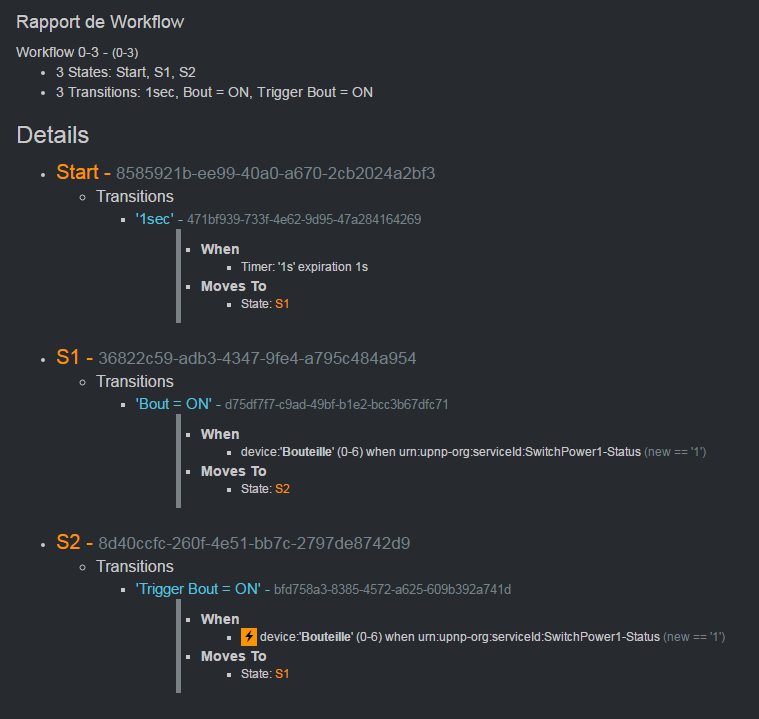 Rapport de Workflow
Workflow 0-3 - (0-3)
3 States: Start, S1, S2
3 Transitions: 1sec, Bout = ON, Trigger Bout = ON
Details
Start - 8585921b-ee99-40a0-a670-2cb2024a2bf3
Transitions
'1sec' - 471bf939-733f-4e62-9d95-47a284164269
When
Timer: '1s' expiration 1s
Moves To
State: S1
S1 - 36822c59-adb3-4347-9fe4-a795c484a954
Transitions
'Bout = ON' - d75df7f7-c9ad-49bf-b1e2-bcc3b67dfc71
When
device:'Bouteille' (0-6) when urn:upnp-org:serviceId:SwitchPower1-Status (new == '1')
Moves To
State: S2
S2 - 8d40ccfc-260f-4e51-bb7c-2797de8742d9
Transitions
'Trigger Bout = ON' - bfd758a3-8385-4572-a625-609b392a741d
When
device:'Bouteille' (0-6) when urn:upnp-org:serviceId:SwitchPower1-Status (new == '1')
Moves To
State: S1